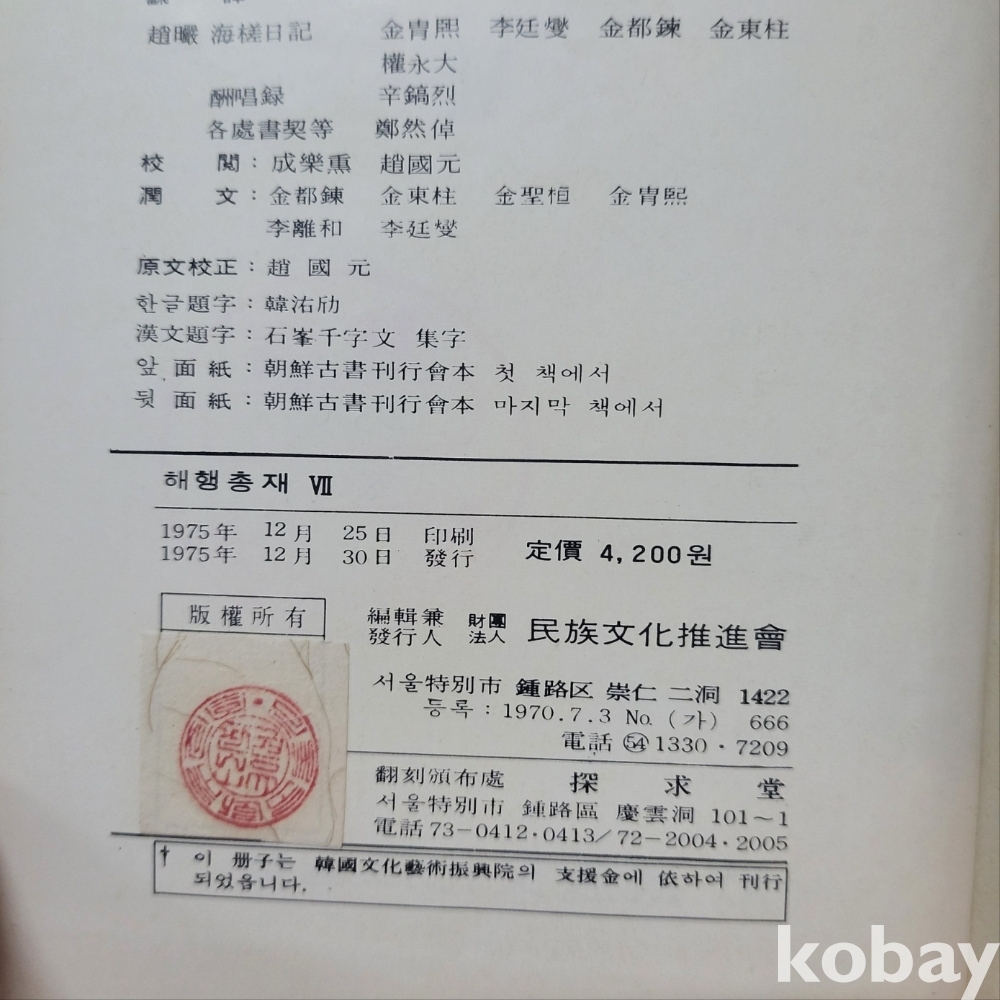 趙曮 海槎日記 金胄熙 李廷燮 金都鍊 金東柱
權永大
酬唱録 辛鎬烈
各處書契等 鄭然倬
校 閲 : 成樂熏 趙國元
潤 文 : 金都鍊 金東柱 金聖桓 金胄熙
李離和 李廷燮
原文校正 : 趙 國 元
한글題字 : 韓沽劤
漢文題字 : 石峯千字文 集字
앞 面 紙 : 朝鮮古書刊行會本 첫 책에서
뒷 面 紙 : 朝鮮古書刊行會本 마지막 책에서
해행총재 Ⅶ
1975年 12月 25日 印刷
1975年 12月 30日 發行
定價 4,200원
版權所有
編輯兼
發行人
財團
法人
民族文化推進會
서울特別市 鍾路区 崇仁 二洞 1422
등록 : 1970.7.3 No. (가) 666
電話 ㊴ 1330·7209
翻刻頒布處 探 求 堂
서울特別市 鍾路區 慶雲洞 101~1
電話 73-0412·0413/72-2004·2005
† 이 册子는 韓國文化藝術振興院의 支援金에 依하여 刊行
되었읍니다.
kobay